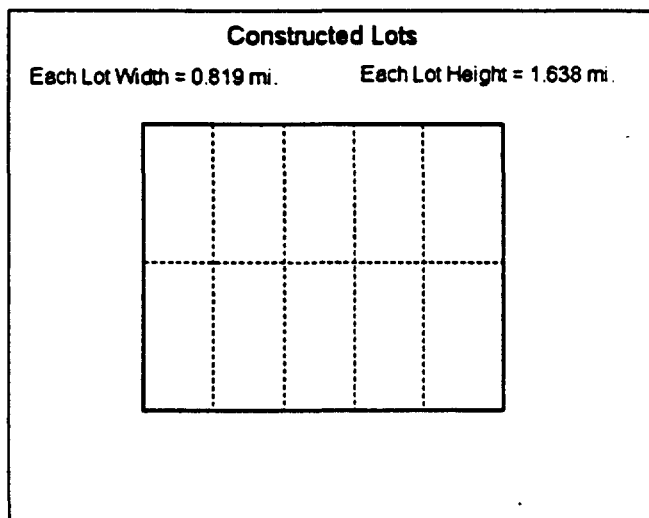 Constructed Lots
Each Lot Width = 0.819 mi. Each Lot Height = 1.638 mi.